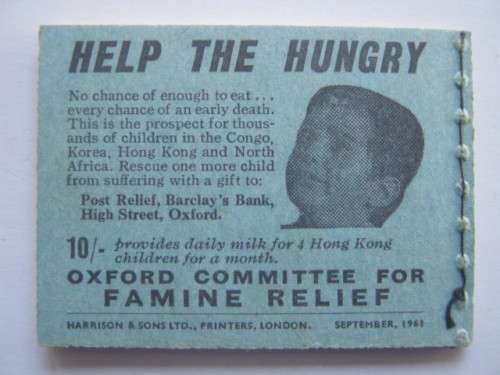 HELP THE HUNGRY
No chance of enough to eat...
every chance of an early death.
This is the prospect for thous-
ands of children in the Congo,
Korea, Hong Kong and North
Africa. Rescue one more child
from suffering with a gift to:
Post Relief, Barclay's Bank,
High Street, Oxford.
10/- provides daily milk for 4 Hong Kong
children for a month.
OXFORD COMMITTEE FOR
FAMINE RELIEF
HARRISON & SONS LTD., PRINTERS, LONDON. SEPTEMBER, 1961